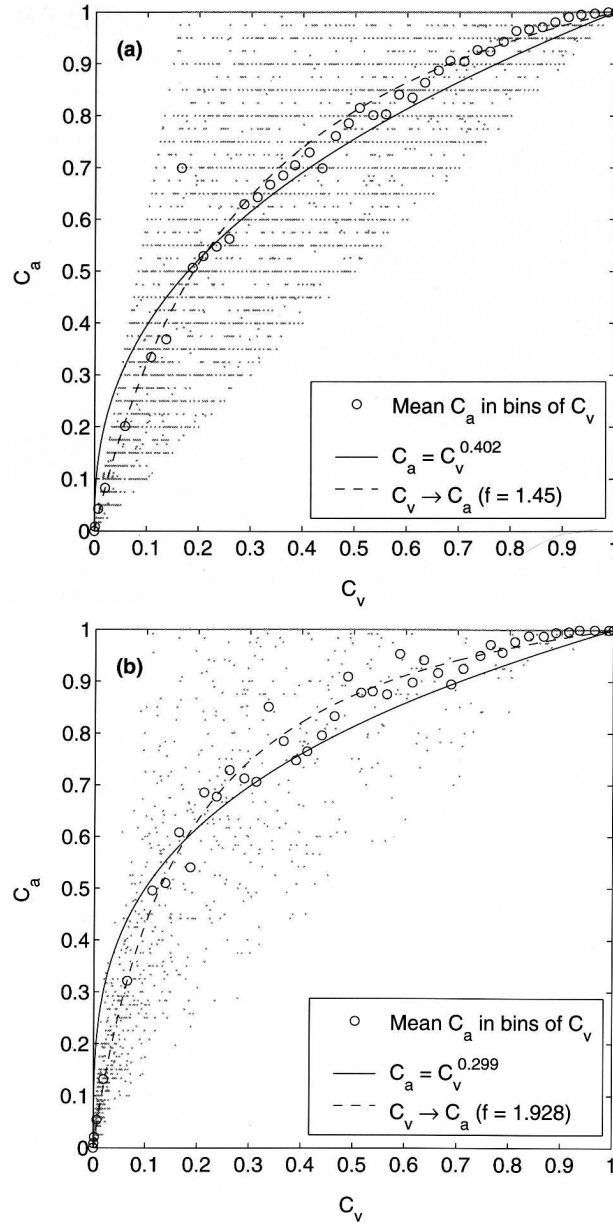 (a)
1
0.9
0.8
0.7
0.6
0.5
0.4
0.3
0.2
0.1
0
C_a
0 0.1 0.2 0.3 0.4 0.5 0.6 0.7 0.8 0.9 1
C_v
Mean C_a in bins of C_v
C_a = C_v^0.402
C_v → C_a (f = 1.45)
(b)
1
0.9
0.8
0.7
0.6
0.5
0.4
0.3
0.2
0.1
0
C_a
0 0.1 0.2 0.3 0.4 0.5 0.6 0.7 0.8 0.9 1
C_v
Mean C_a in bins of C_v
C_a = C_v^0.299
C_v → C_a (f = 1.928)